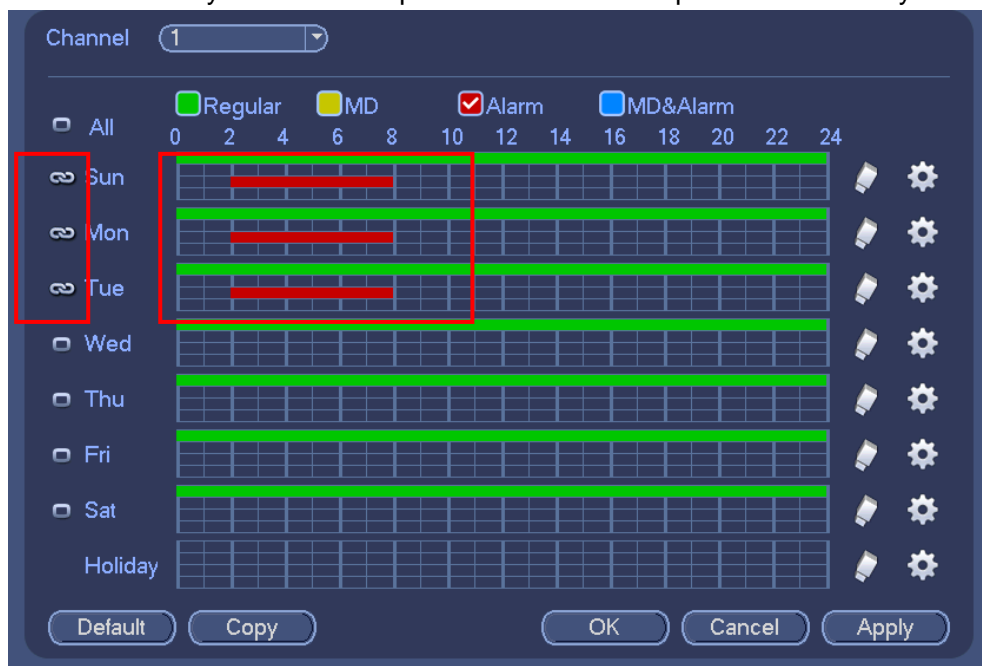 Channel 1
Regular MD Alarm MD&Alarm
All 0 2 4 6 8 10 12 14 16 18 20 22 24
Sun
Mon
Tue
Wed
Thu
Fri
Sat
Holiday
Default Copy OK Cancel Apply